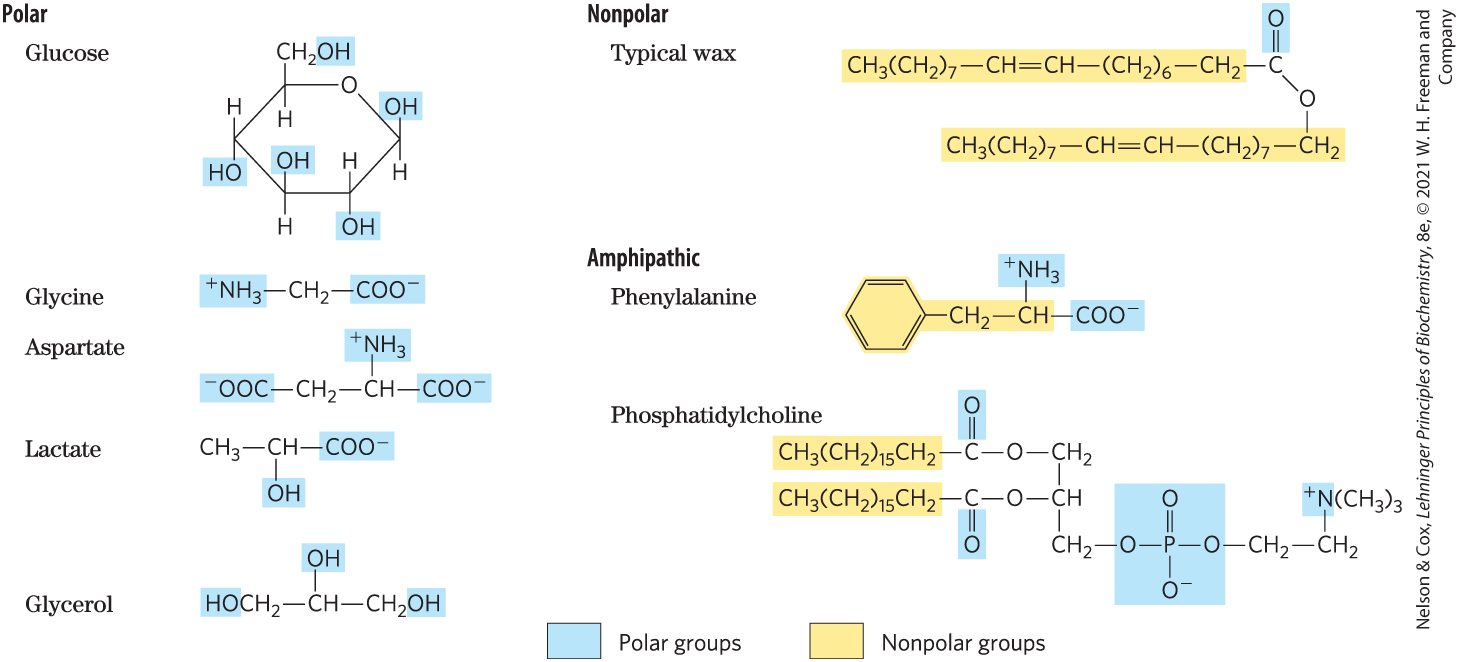 Polar
Glucose
CH₂OH
O
H
H
OH
HO
OH
H
H
H
OH
Glycine
⁺NH₃—CH₂—COO⁻
Aspartate
⁺NH₃
⁻OOC—CH₂—CH—COO⁻
Lactate
CH₃—CH—COO⁻
OH
Glycerol
OH
HOCH₂—CH—CH₂OH
Nonpolar
Typical wax
O
CH₃(CH₂)₇—CH=CH—(CH₂)₆—CH₂—C
O
CH₃(CH₂)₇—CH=CH—(CH₂)₇—CH₂
Amphipathic
Phenylalanine
⁺NH₃
CH₂—CH—COO⁻
Phosphatidylcholine
O
CH₃(CH₂)₁₅CH₂—C—O—CH₂
CH₃(CH₂)₁₅CH₂—C—O—CH
O
O
⁺N(CH₃)₃
CH₂—O—P—O—CH₂—CH₂
O⁻
Polar groups
Nonpolar groups
Nelson & Cox, Lehninger Principles of Biochemistry, 8e, © 2021 W. H. Freeman and
Company